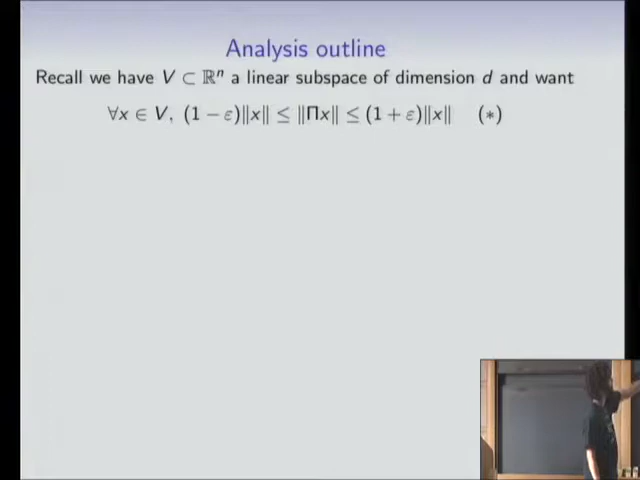 Analysis outline
Recall we have V ⊂ ℝⁿ a linear subspace of dimension d and want
∀x ∈ V, (1 − ε)‖x‖ ≤ ‖Πx‖ ≤ (1 + ε)‖x‖ (∗)